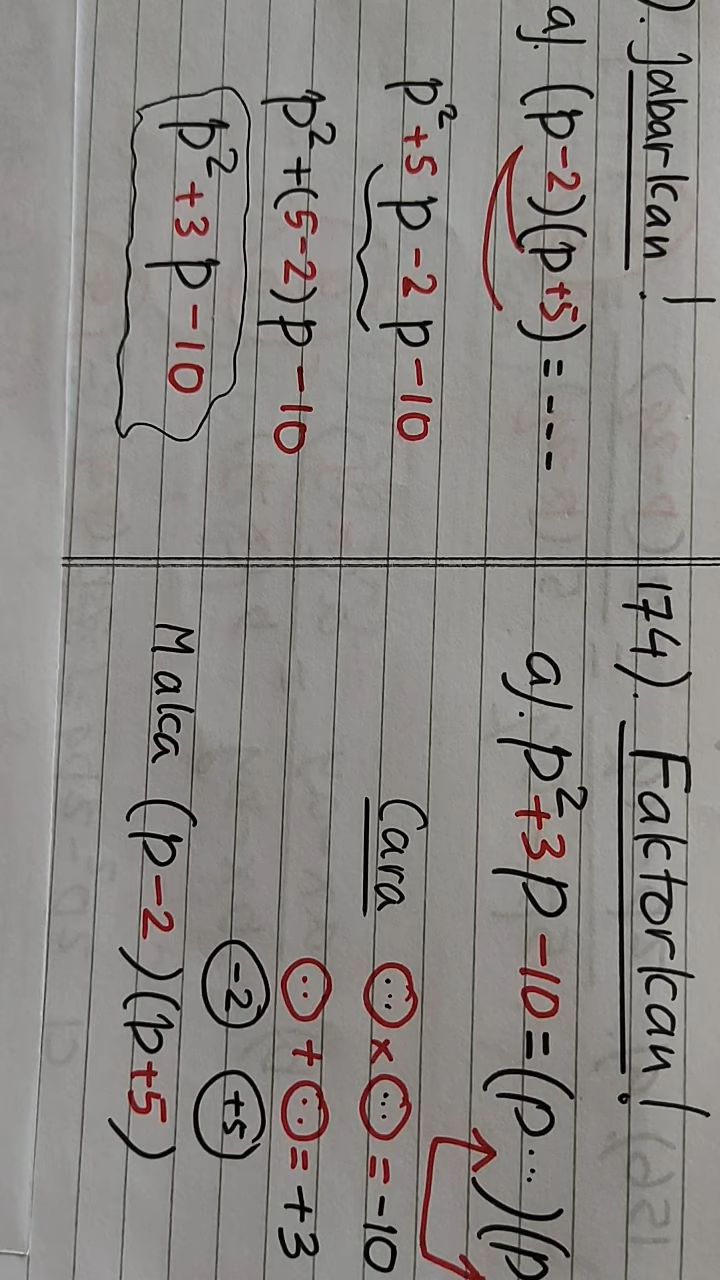 ). Jabarkan!
a). (p-2)(p+5) = ---
p²+5p-2p-10
p²+(5-2)p-10
p²+3p-10
174). Faktorkan!
a). p²+3p-10 = (p...)(p
Cara (...) × (...) = -10
(..) + (..) = +3
-2 +5
Maka (p-2)(p+5)